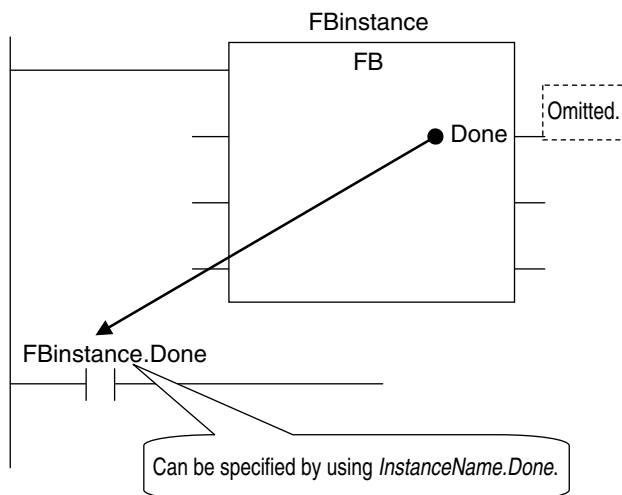 FBinstance
FB
Omitted.
Done
FBinstance.Done
Can be specified by using InstanceName.Done.